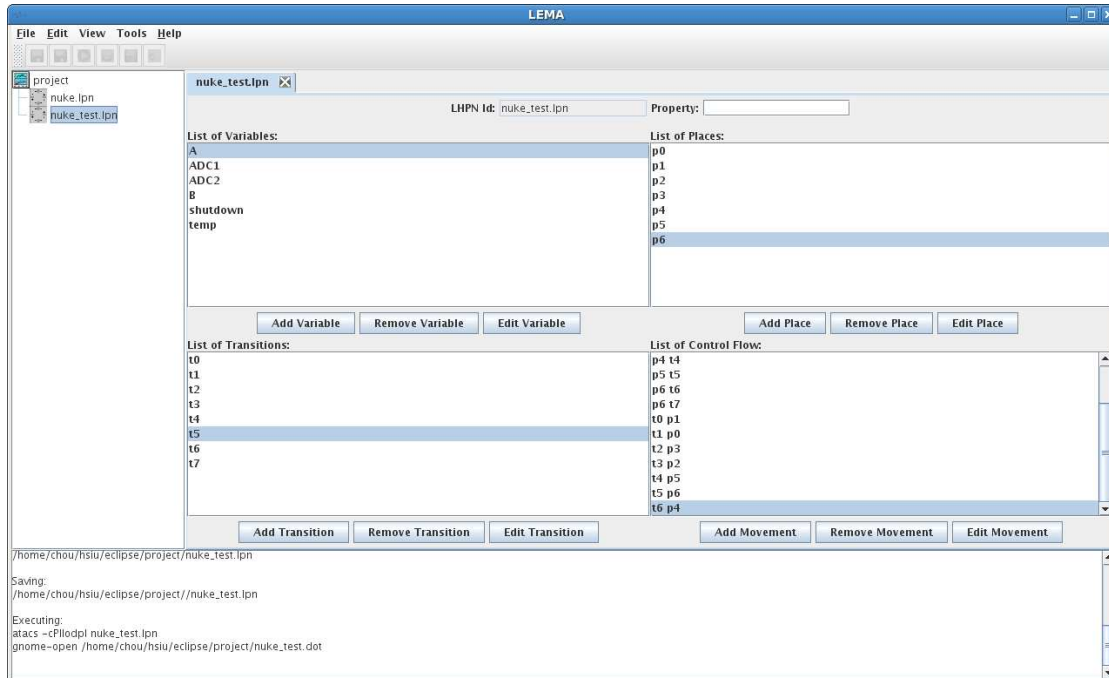 LEMA
File Edit View Tools Help
project
nuke.lpn
nuke_test.lpn
nuke_test.lpn
LHPN Id: nuke_test.lpn Property:
List of Variables:
A
ADC1
ADC2
B
shutdown
temp
Add Variable Remove Variable Edit Variable
List of Places:
p0
p1
p2
p3
p4
p5
p6
Add Place Remove Place Edit Place
List of Transitions:
t0
t1
t2
t3
t4
t5
t6
t7
Add Transition Remove Transition Edit Transition
List of Control Flow:
p4 t4
p5 t5
p6 t6
p6 t7
t0 p1
t1 p0
t2 p3
t3 p2
t4 p5
t5 p6
t6 p4
Add Movement Remove Movement Edit Movement
/home/chou/hsiu/eclipse/project/nuke_test.lpn
Saving:
/home/chou/hsiu/eclipse/project//nuke_test.lpn
Executing:
atacs -cPllodpl nuke_test.lpn
gnome-open /home/chou/hsiu/eclipse/project/nuke_test.dot